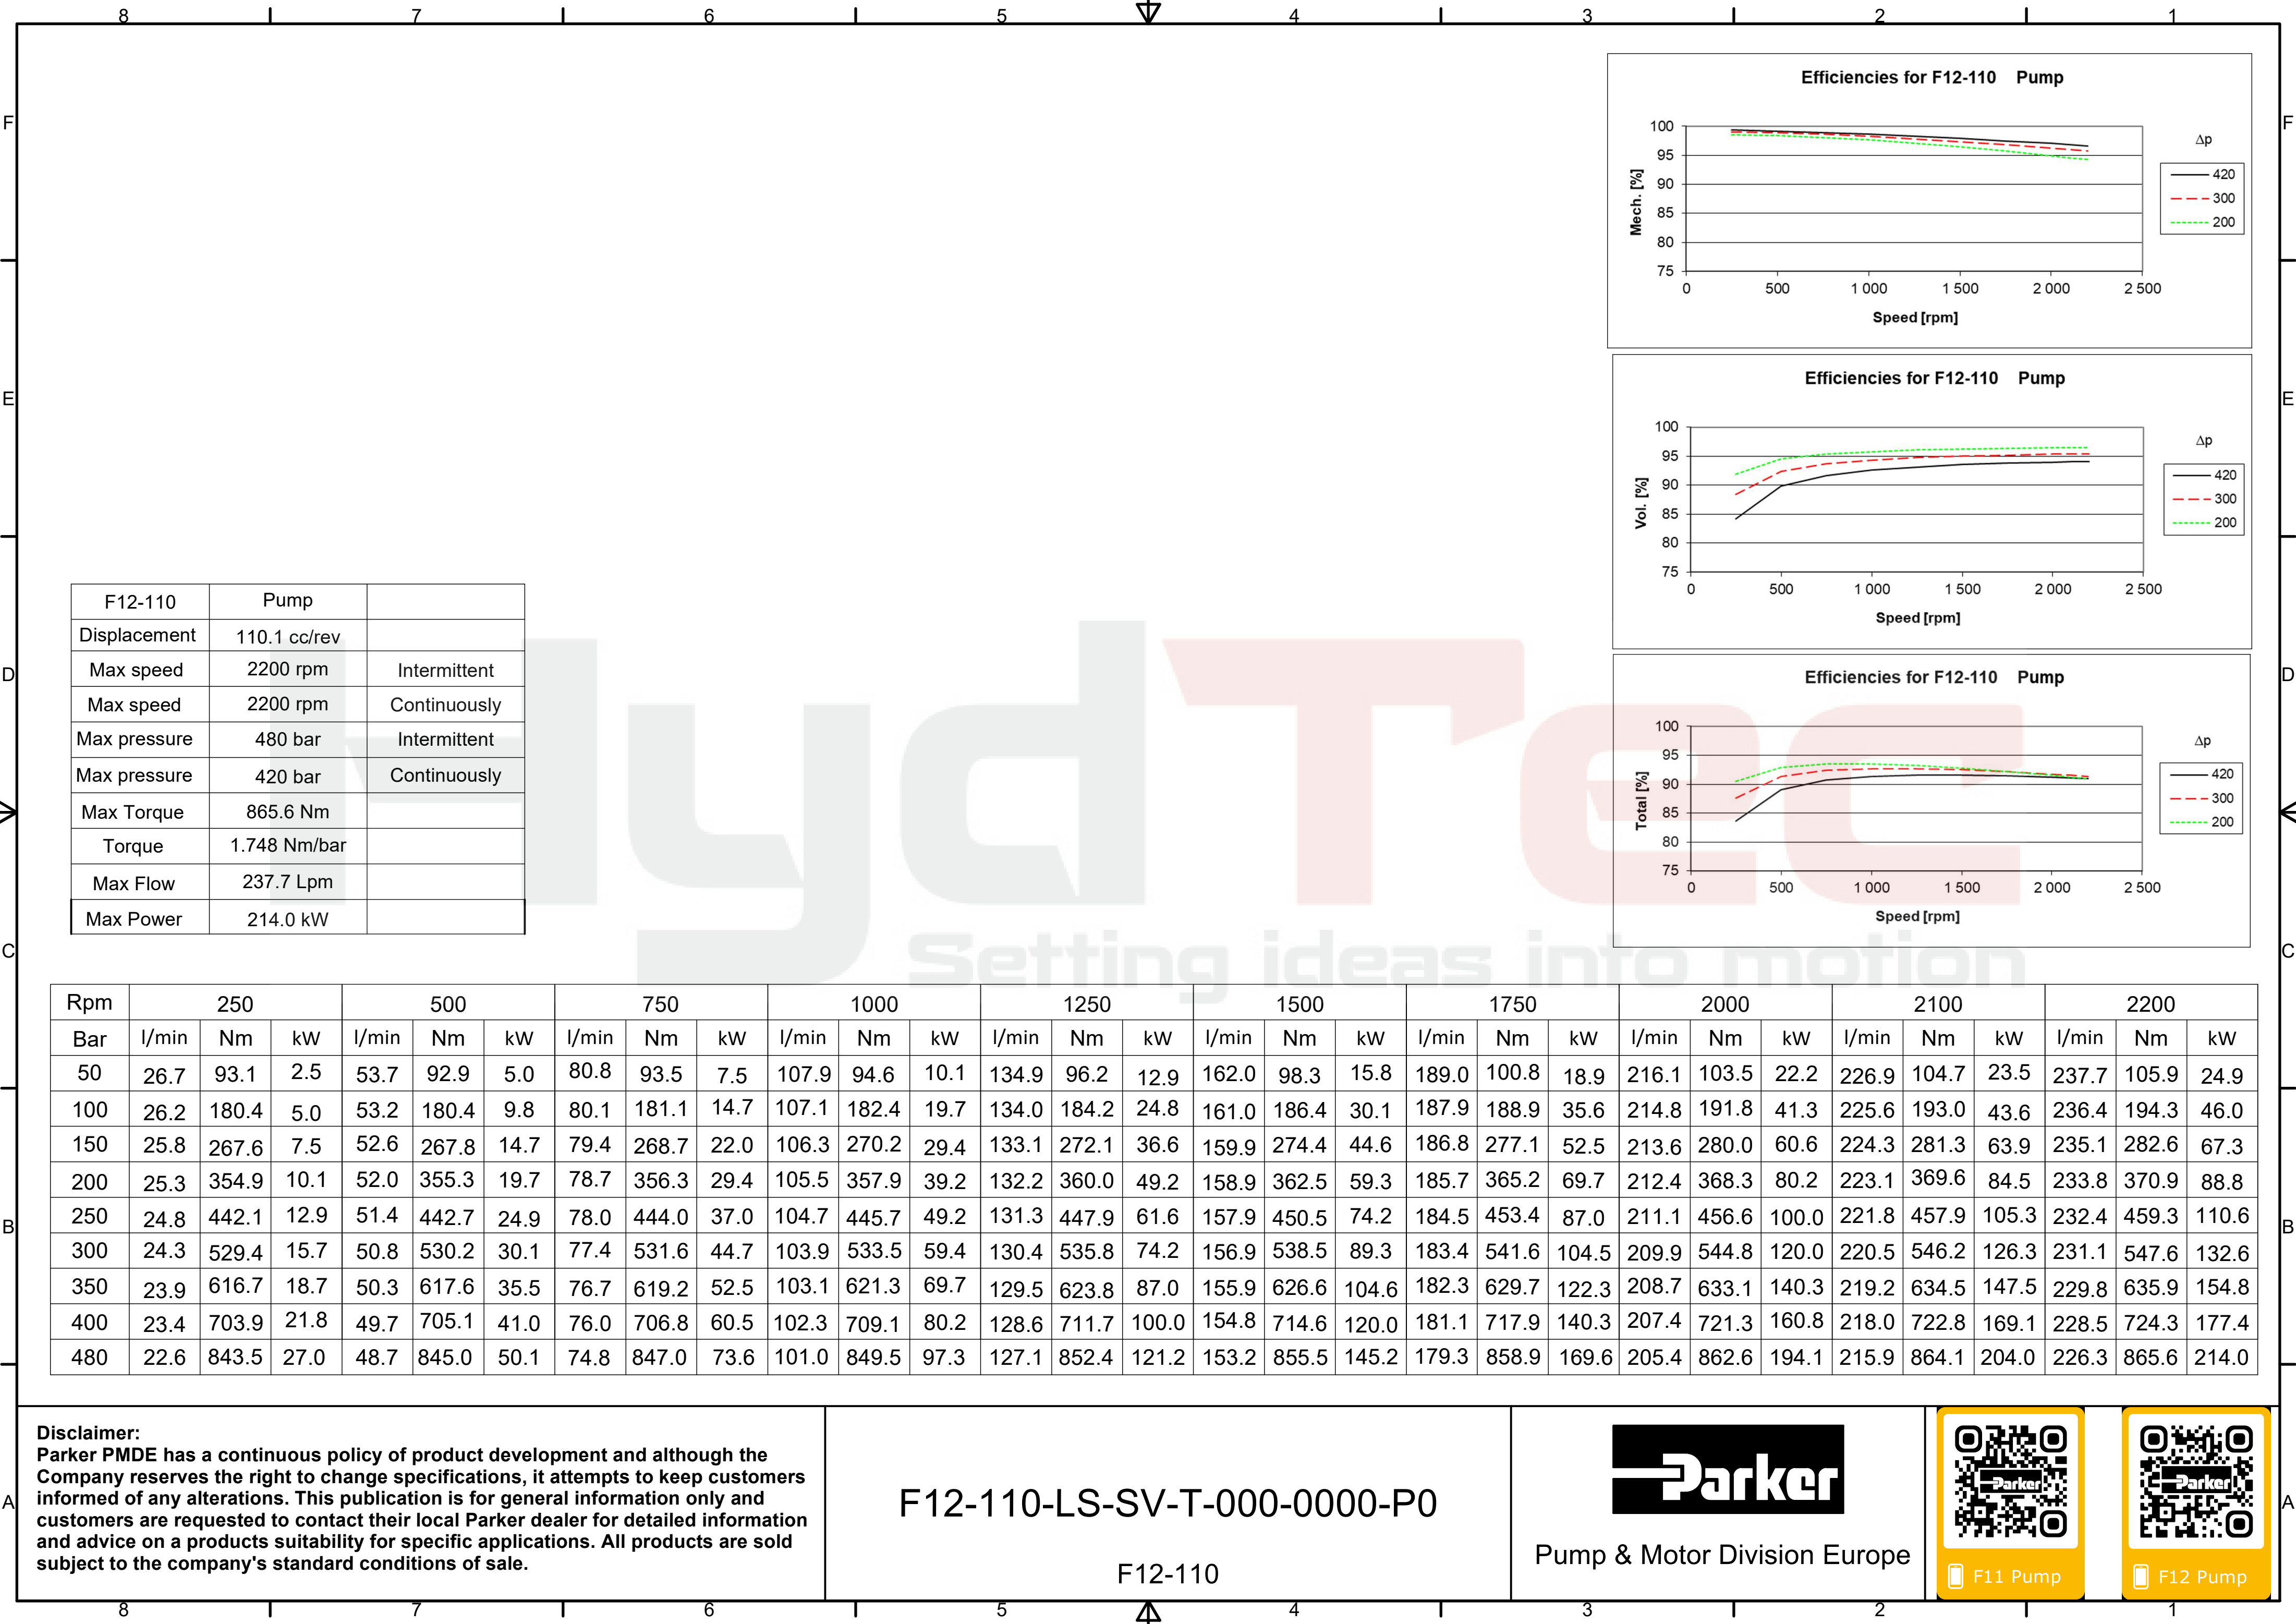 8 7 6 5 4 3 2 1
F F
E E
D D
C C
B B
A A
Efficiencies for F12-110 Pump
Mech. [%]
100
95
90
85
80
75
0 500 1 000 1 500 2 000 2 500
Speed [rpm]
Δp
420
300
200
Efficiencies for F12-110 Pump
Vol. [%]
100
95
90
85
80
75
0 500 1 000 1 500 2 000 2 500
Speed [rpm]
Δp
420
300
200
Efficiencies for F12-110 Pump
Total [%]
100
95
90
85
80
75
0 500 1 000 1 500 2 000 2 500
Speed [rpm]
Δp
420
300
200
F12-110 Pump
Displacement 110.1 cc/rev
Max speed 2200 rpm Intermittent
Max speed 2200 rpm Continuously
Max pressure 480 bar Intermittent
Max pressure 420 bar Continuously
Max Torque 865.6 Nm
Torque 1.748 Nm/bar
Max Flow 237.7 Lpm
Max Power 214.0 kW
HydTec
Setting ideas into motion
Rpm 250 500 750 1000 1250 1500 1750 2000 2100 2200
Bar l/min Nm kW l/min Nm kW l/min Nm kW l/min Nm kW l/min Nm kW l/min Nm kW l/min Nm kW l/min Nm kW l/min Nm kW l/min Nm kW
50 26.7 93.1 2.5 53.7 92.9 5.0 80.8 93.5 7.5 107.9 94.6 10.1 134.9 96.2 12.9 162.0 98.3 15.8 189.0 100.8 18.9 216.1 103.5 22.2 226.9 104.7 23.5 237.7 105.9 24.9
100 26.2 180.4 5.0 53.2 180.4 9.8 80.1 181.1 14.7 107.1 182.4 19.7 134.0 184.2 24.8 161.0 186.4 30.1 187.9 188.9 35.6 214.8 191.8 41.3 225.6 193.0 43.6 236.4 194.3 46.0
150 25.8 267.6 7.5 52.6 267.8 14.7 79.4 268.7 22.0 106.3 270.2 29.4 133.1 272.1 36.6 159.9 274.4 44.6 186.8 277.1 52.5 213.6 280.0 60.6 224.3 281.3 63.9 235.1 282.6 67.3
200 25.3 354.9 10.1 52.0 355.3 19.7 78.7 356.3 29.4 105.5 357.9 39.2 132.2 360.0 49.2 158.9 362.5 59.3 185.7 365.2 69.7 212.4 368.3 80.2 223.1 369.6 84.5 233.8 370.9 88.8
250 24.8 442.1 12.9 51.4 442.7 24.9 78.0 444.0 37.0 104.7 445.7 49.2 131.3 447.9 61.6 157.9 450.5 74.2 184.5 453.4 87.0 211.1 456.6 100.0 221.8 457.9 105.3 232.4 459.3 110.6
300 24.3 529.4 15.7 50.8 530.2 30.1 77.4 531.6 44.7 103.9 533.5 59.4 130.4 535.8 74.2 156.9 538.5 89.3 183.4 541.6 104.5 209.9 544.8 120.0 220.5 546.2 126.3 231.1 547.6 132.6
350 23.9 616.7 18.7 50.3 617.6 35.5 76.7 619.2 52.5 103.1 621.3 69.7 129.5 623.8 87.0 155.9 626.6 104.6 182.3 629.7 122.3 208.7 633.1 140.3 219.2 634.5 147.5 229.8 635.9 154.8
400 23.4 703.9 21.8 49.7 705.1 41.0 76.0 706.8 60.5 102.3 709.1 80.2 128.6 711.7 100.0 154.8 714.6 120.0 181.1 717.9 140.3 207.4 721.3 160.8 218.0 722.8 169.1 228.5 724.3 177.4
480 22.6 843.5 27.0 48.7 845.0 50.1 74.8 847.0 73.6 101.0 849.5 97.3 127.1 852.4 121.2 153.2 855.5 145.2 179.3 858.9 169.6 205.4 862.6 194.1 215.9 864.1 204.0 226.3 865.6 214.0
Disclaimer:
Parker PMDE has a continuous policy of product development and although the
Company reserves the right to change specifications, it attempts to keep customers
informed of any alterations. This publication is for general information only and
customers are requested to contact their local Parker dealer for detailed information
and advice on a products suitability for specific applications. All products are sold
subject to the company's standard conditions of sale.
F12-110-LS-SV-T-000-0000-P0
F12-110
Parker
Pump & Motor Division Europe
Parker
F11 Pump
Parker
F12 Pump
8 7 6 5 4 3 2 1